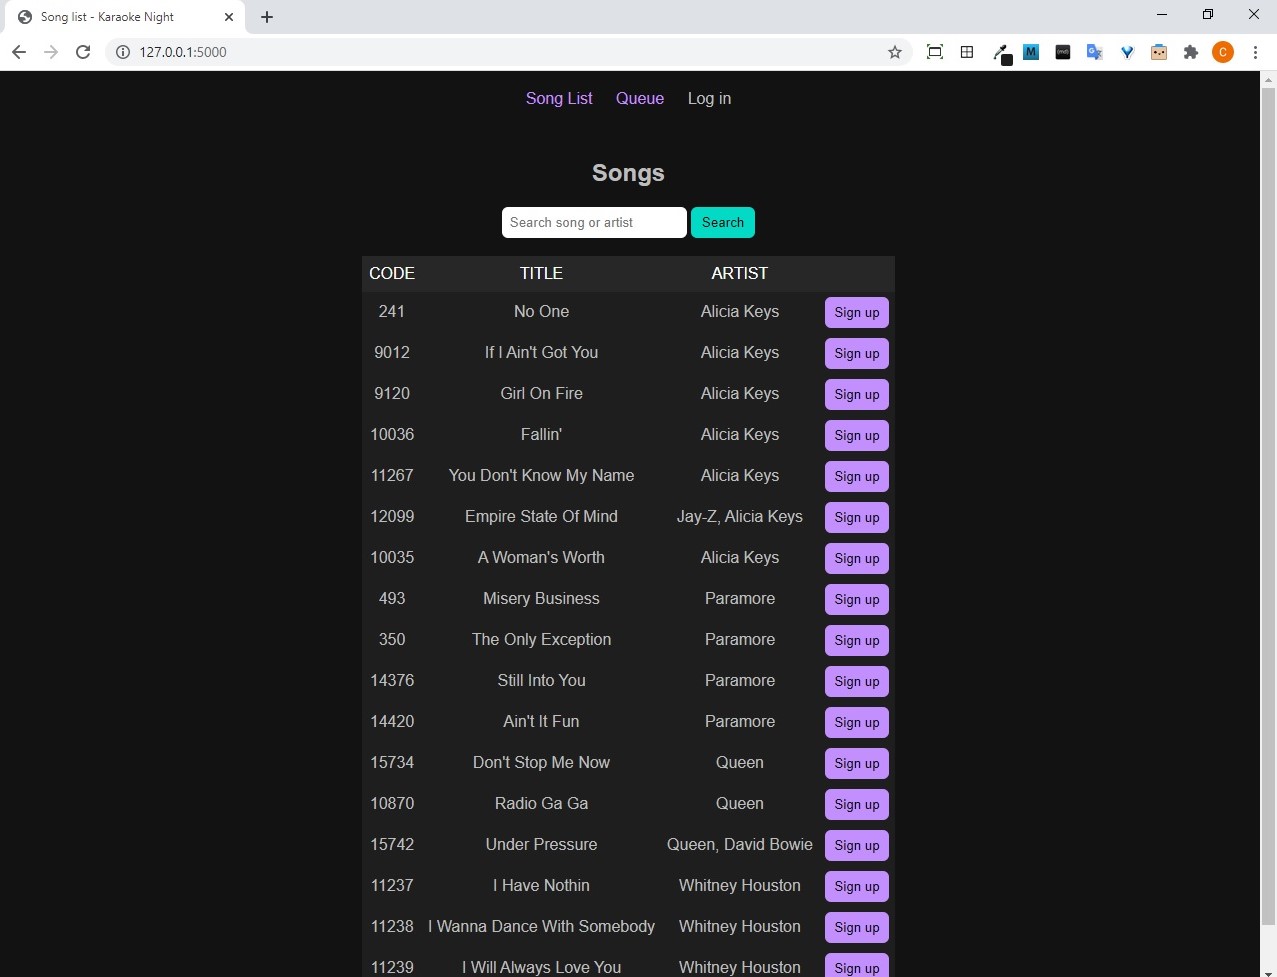 Song list - Karaoke Night
127.0.0.1:5000
M
C
Song List Queue Log in
Songs
Search song or artist Search
CODE TITLE ARTIST
241 No One Alicia Keys Sign up
9012 If I Ain't Got You Alicia Keys Sign up
9120 Girl On Fire Alicia Keys Sign up
10036 Fallin' Alicia Keys Sign up
11267 You Don't Know My Name Alicia Keys Sign up
12099 Empire State Of Mind Jay-Z, Alicia Keys Sign up
10035 A Woman's Worth Alicia Keys Sign up
493 Misery Business Paramore Sign up
350 The Only Exception Paramore Sign up
14376 Still Into You Paramore Sign up
14420 Ain't It Fun Paramore Sign up
15734 Don't Stop Me Now Queen Sign up
10870 Radio Ga Ga Queen Sign up
15742 Under Pressure Queen, David Bowie Sign up
11237 I Have Nothin Whitney Houston Sign up
11238 I Wanna Dance With Somebody Whitney Houston Sign up
11239 I Will Always Love You Whitney Houston Sign up